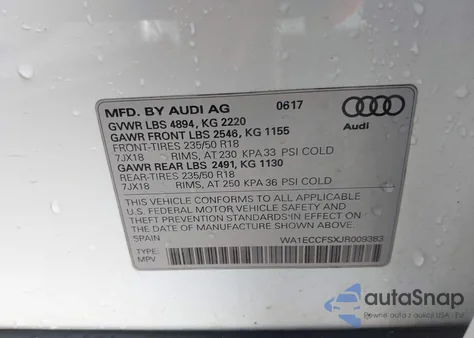 MFD. BY AUDI AG 0617
GVWR LBS 4894, KG 2220
GAWR FRONT LBS 2546, KG 1155
FRONT-TIRES 235/50 R18
7JX18 RIMS, AT 230 KPA 33 PSI COLD
GAWR REAR LBS 2491, KG 1130
REAR-TIRES 235/50 R18
7JX18 RIMS, AT 250 KPA 36 PSI COLD
Audi
THIS VEHICLE CONFORMS TO ALL APPLICABLE
U.S. FEDERAL MOTOR VEHICLE SAFETY AND
THEFT PREVENTION STANDARDS IN EFFECT ON
THE DATE OF MANUFACTURE SHOWN ABOVE
SPAIN WA1ECCFSXJR009383
TYPE:
MPV
autoSnap
Pewne auto z aukcji USA